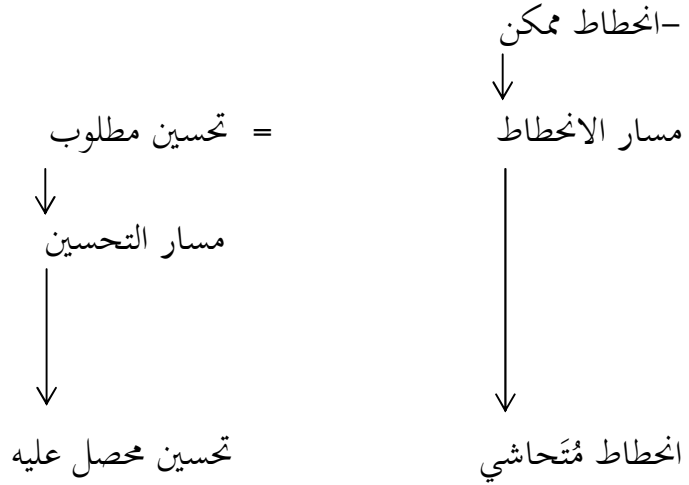 –انحطاط ممكن
مسار الانحطاط = تحسين مطلوب
مسار التحسين
انحطاط مُتَحاشي تحسين محصل عليه